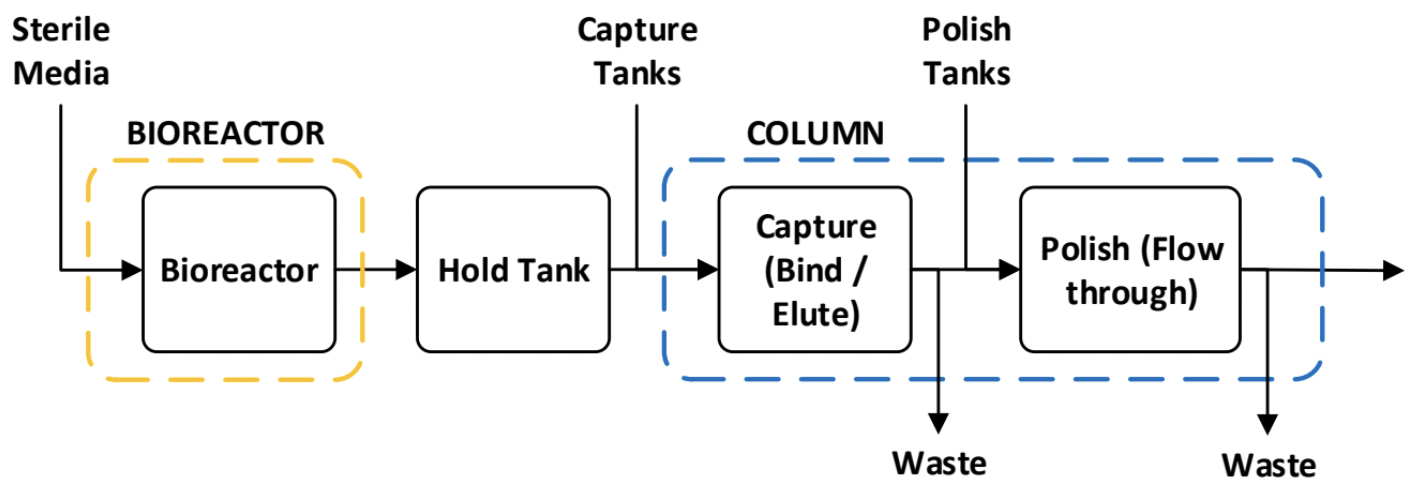 Sterile
Media
Capture
Tanks
Polish
Tanks
BIOREACTOR
COLUMN
Bioreactor
Hold Tank
Capture
(Bind /
Elute)
Polish (Flow
through)
Waste
Waste